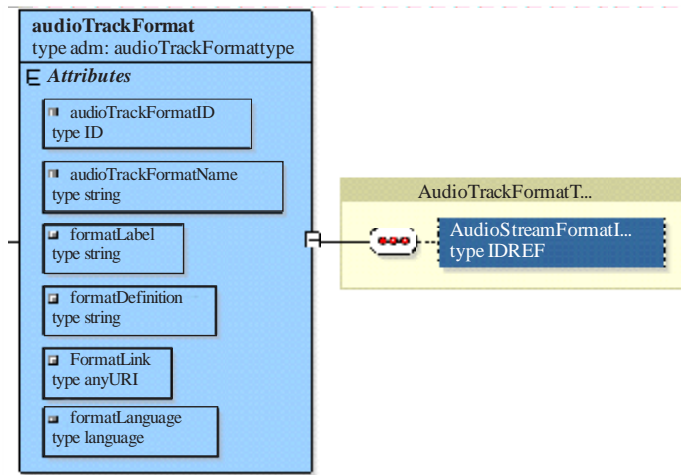 audioTrackFormat
type adm: audioTrackFormattype
Attributes
audioTrackFormatID
type ID
audioTrackFormatName
type string
formatLabel
type string
formatDefinition
type string
FormatLink
type anyURI
formatLanguage
type language
AudioTrackFormatT...
AudioStreamFormatI...
type IDREF